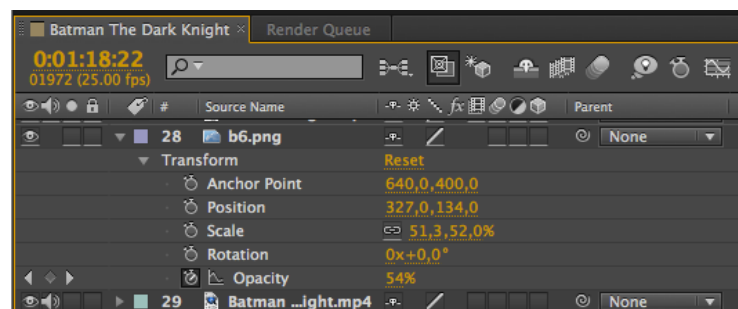 Batman The Dark Knight × Render Queue
0:01:18:22
01972 (25.00 fps)
# Source Name fx Parent
28 b6.png None
Transform Reset
Anchor Point 640,0,400,0
Position 327,0,134,0
Scale 51,3,52,0%
Rotation 0x+0,0°
Opacity 54%
29 Batman ...ight.mp4 None